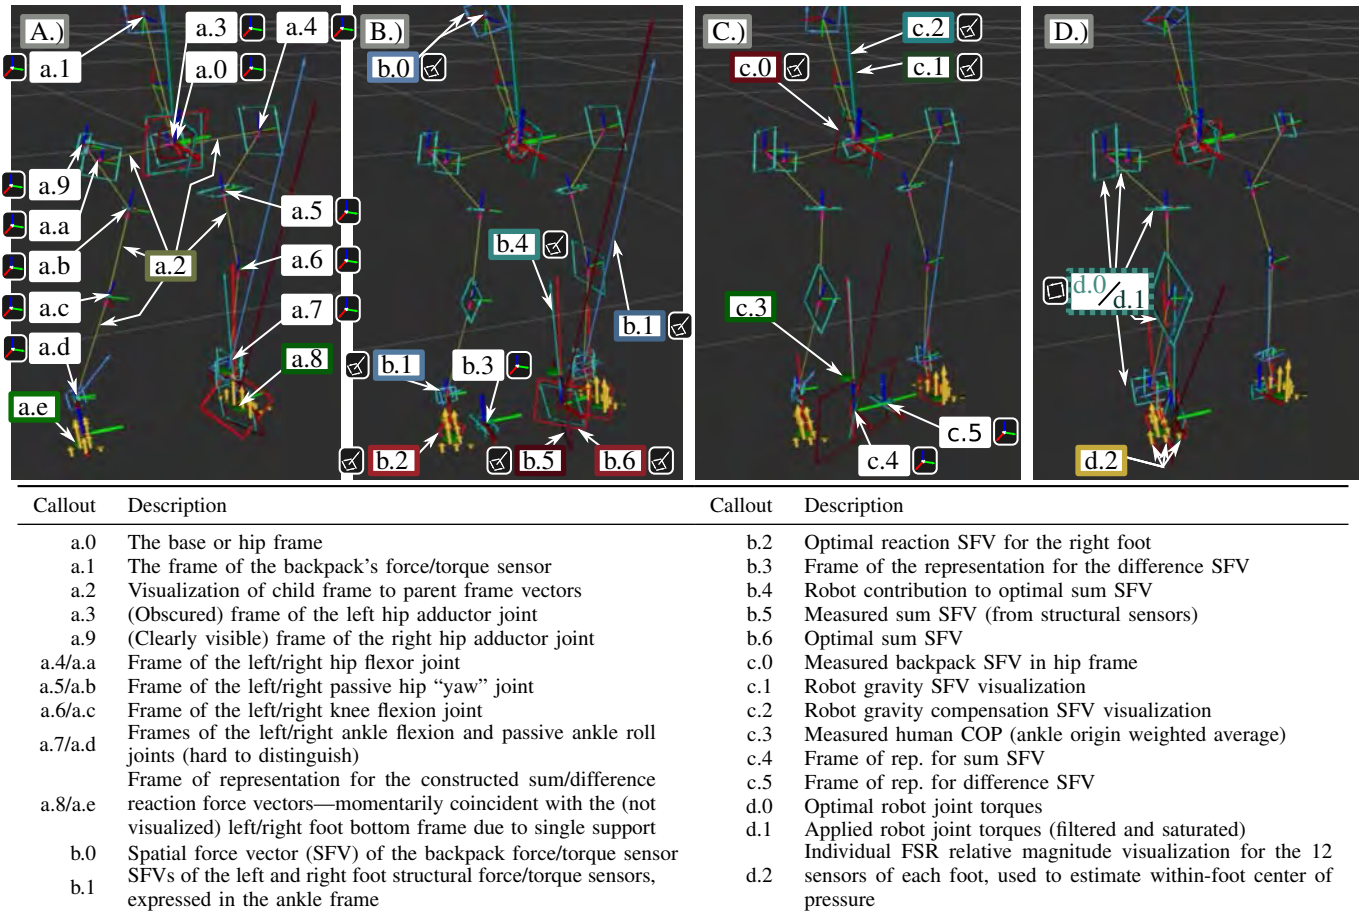 A.)
a.3
a.4
a.1
a.0
a.9
a.a
a.5
a.b
a.2
a.6
a.c
a.7
a.d
a.8
a.e
B.)
b.0
b.4
b.1
b.1
b.3
b.2
b.5
b.6
C.)
c.2
c.0
c.1
c.3
c.5
c.4
D.)
d.0/d.1
d.2
Callout Description
a.0 The base or hip frame
a.1 The frame of the backpack's force/torque sensor
a.2 Visualization of child frame to parent frame vectors
a.3 (Obscured) frame of the left hip adductor joint
a.9 (Clearly visible) frame of the right hip adductor joint
a.4/a.a Frame of the left/right hip flexor joint
a.5/a.b Frame of the left/right passive hip “yaw” joint
a.6/a.c Frame of the left/right knee flexion joint
a.7/a.d Frames of the left/right ankle flexion and passive ankle roll
joints (hard to distinguish)
Frame of representation for the constructed sum/difference
a.8/a.e reaction force vectors—momentarily coincident with the (not
visualized) left/right foot bottom frame due to single support
b.0 Spatial force vector (SFV) of the backpack force/torque sensor
b.1 SFVs of the left and right foot structural force/torque sensors,
expressed in the ankle frame
Callout Description
b.2 Optimal reaction SFV for the right foot
b.3 Frame of the representation for the difference SFV
b.4 Robot contribution to optimal sum SFV
b.5 Measured sum SFV (from structural sensors)
b.6 Optimal sum SFV
c.0 Measured backpack SFV in hip frame
c.1 Robot gravity SFV visualization
c.2 Robot gravity compensation SFV visualization
c.3 Measured human COP (ankle origin weighted average)
c.4 Frame of rep. for sum SFV
c.5 Frame of rep. for difference SFV
d.0 Optimal robot joint torques
d.1 Applied robot joint torques (filtered and saturated)
Individual FSR relative magnitude visualization for the 12
d.2 sensors of each foot, used to estimate within-foot center of
pressure